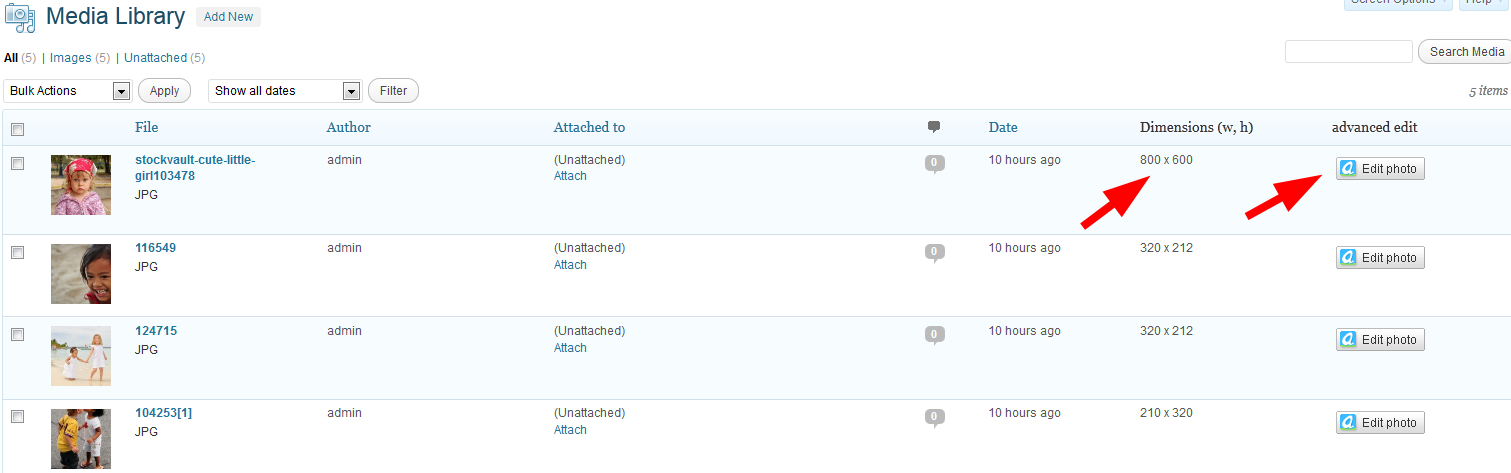 Media Library Add New Screen Options Help
All (5) | Images (5) | Unattached (5)
Search Media
Bulk Actions Apply Show all dates Filter 5 items
File Author Attached to Date Dimensions (w, h) advanced edit
stockvault-cute-little- admin (Unattached) 0 10 hours ago 800 x 600 Edit photo
girl103478 Attach
JPG
116549 admin (Unattached) 0 10 hours ago 320 x 212 Edit photo
JPG Attach
124715 admin (Unattached) 0 10 hours ago 320 x 212 Edit photo
JPG Attach
104253[1] admin (Unattached) 0 10 hours ago 210 x 320 Edit photo
JPG Attach